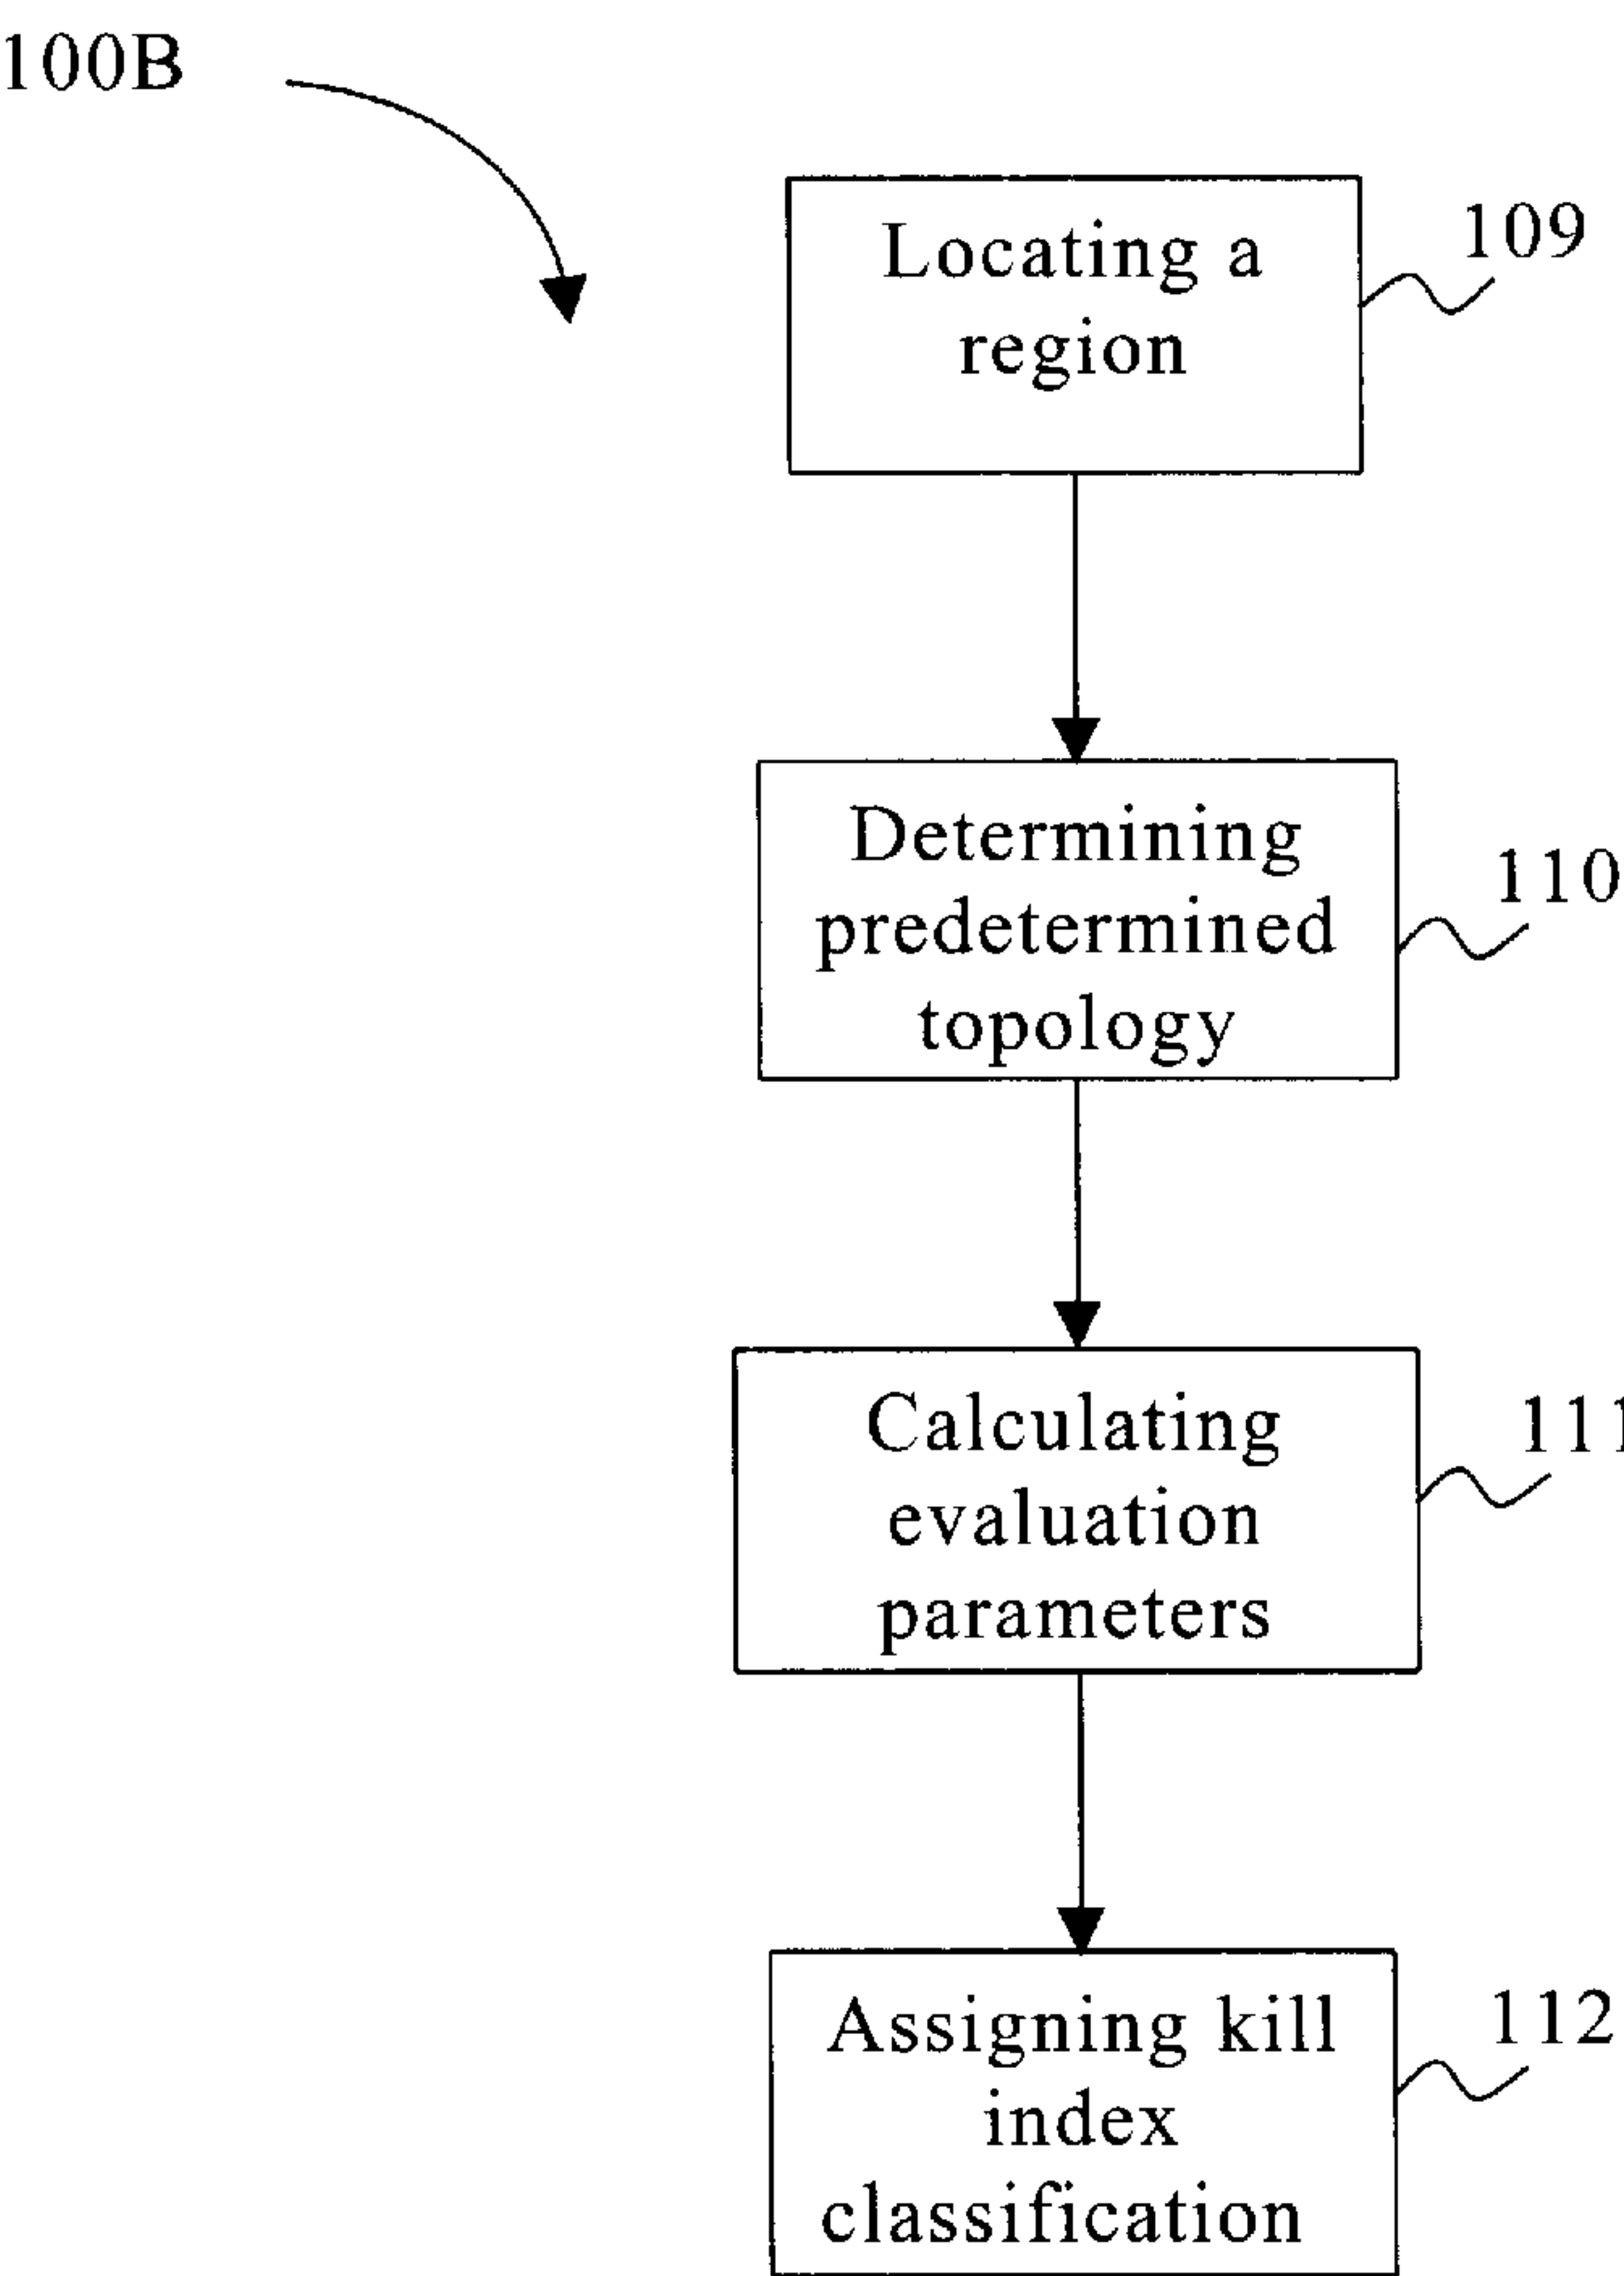 100B
Locating a
region
109
Determining
predetermined
topology
110
Calculating
evaluation
parameters
111
Assigning kill
index
classification
112